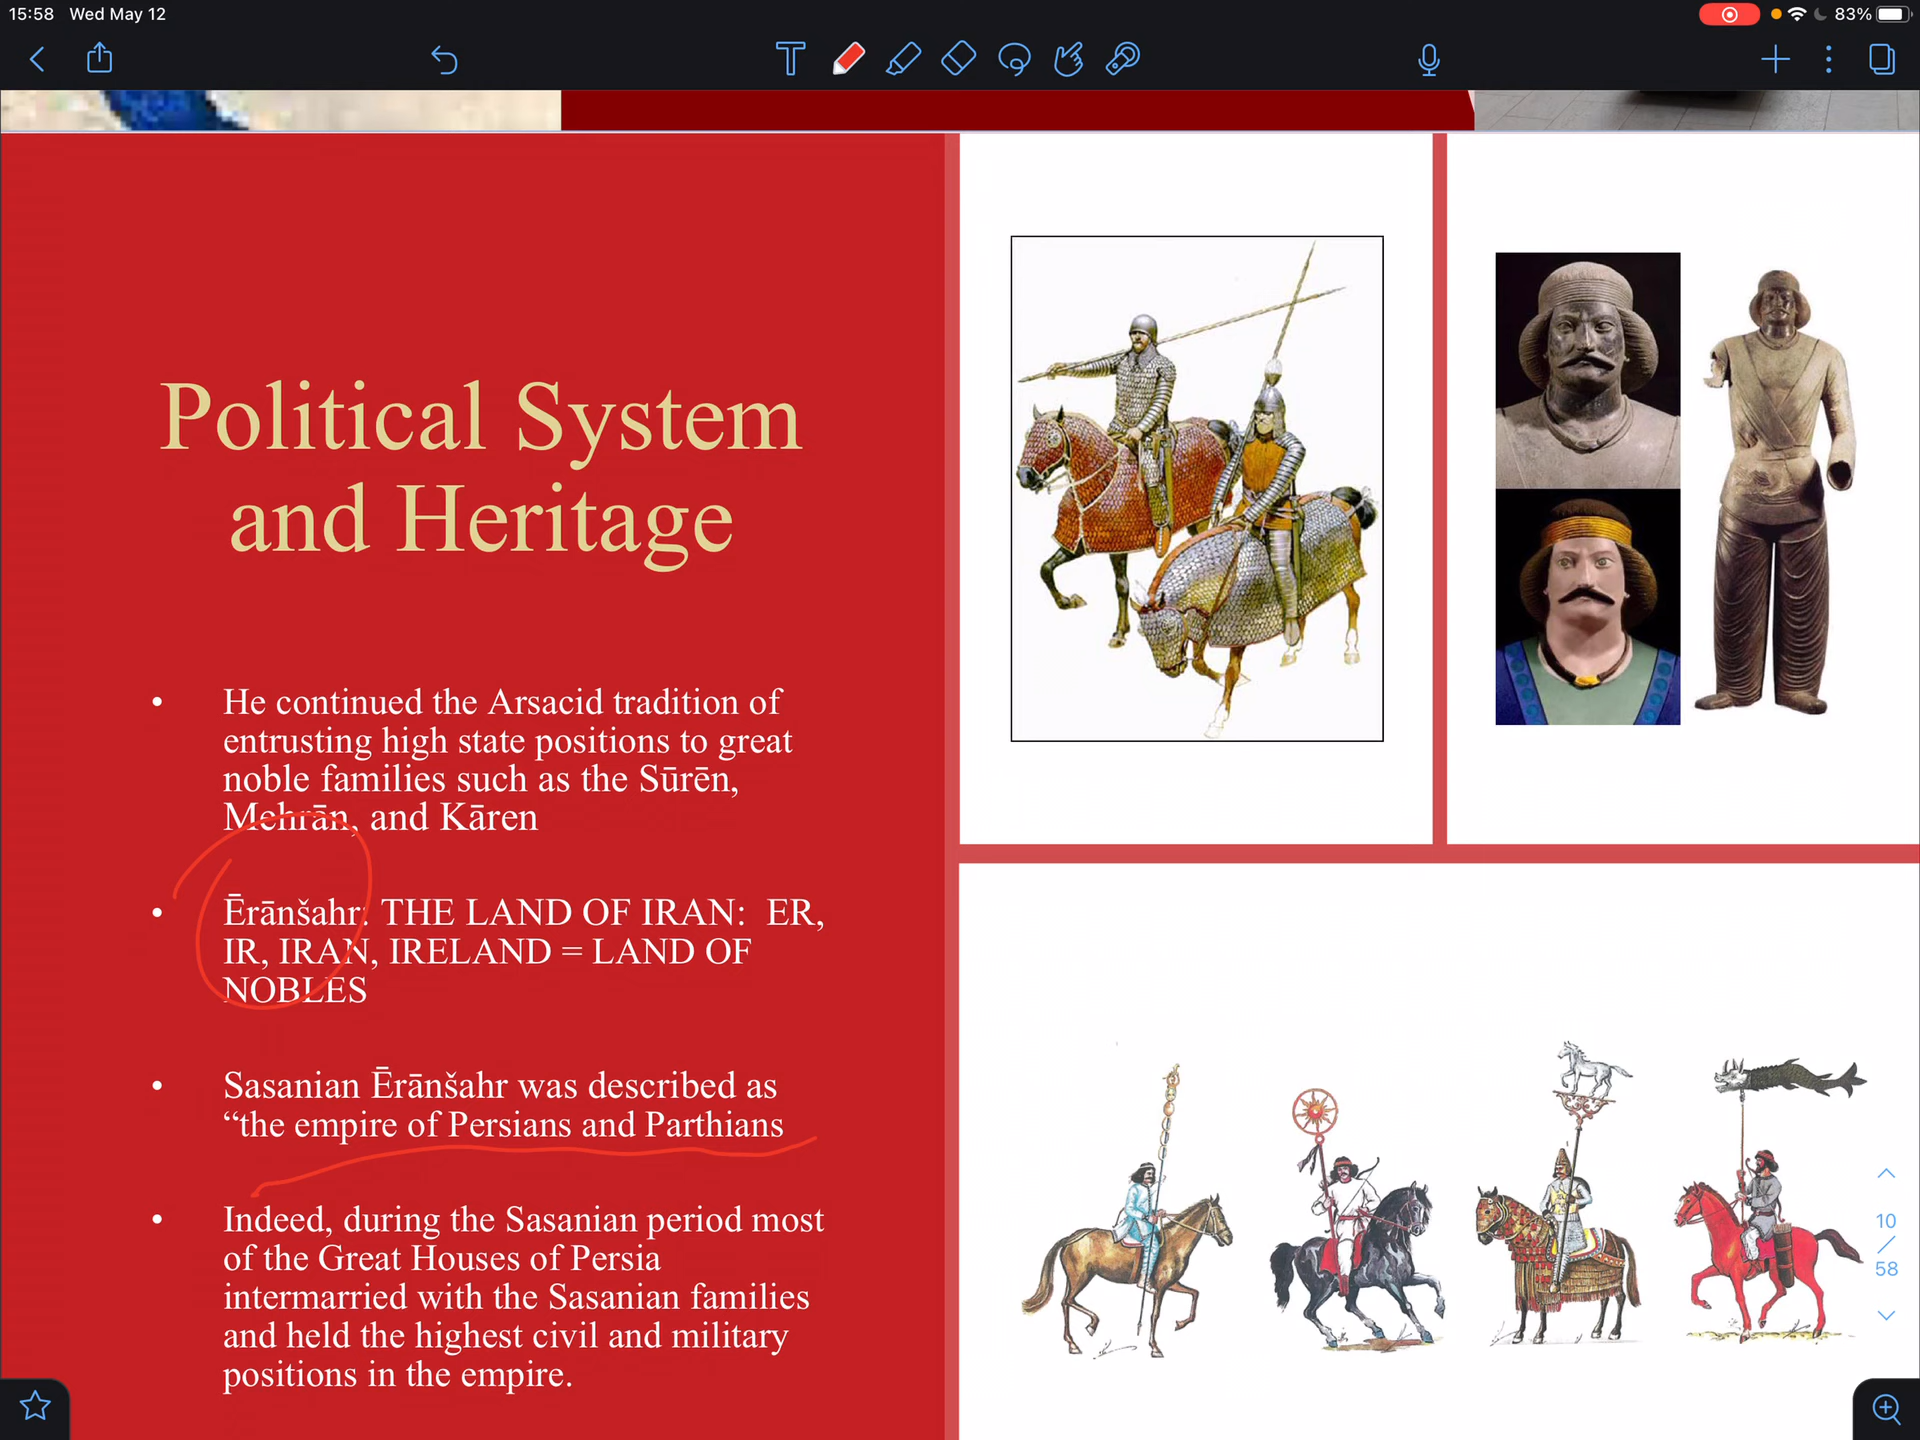 15:58 Wed May 12
83%
Political System
and Heritage
• He continued the Arsacid tradition of
entrusting high state positions to great
noble families such as the Sūrēn,
Mehrān, and Kāren
• Ērānšahr: THE LAND OF IRAN: ER,
IR, IRAN, IRELAND = LAND OF
NOBLES
• Sasanian Ērānšahr was described as
“the empire of Persians and Parthians
• Indeed, during the Sasanian period most
of the Great Houses of Persia
intermarried with the Sasanian families
and held the highest civil and military
positions in the empire.
10
/
58